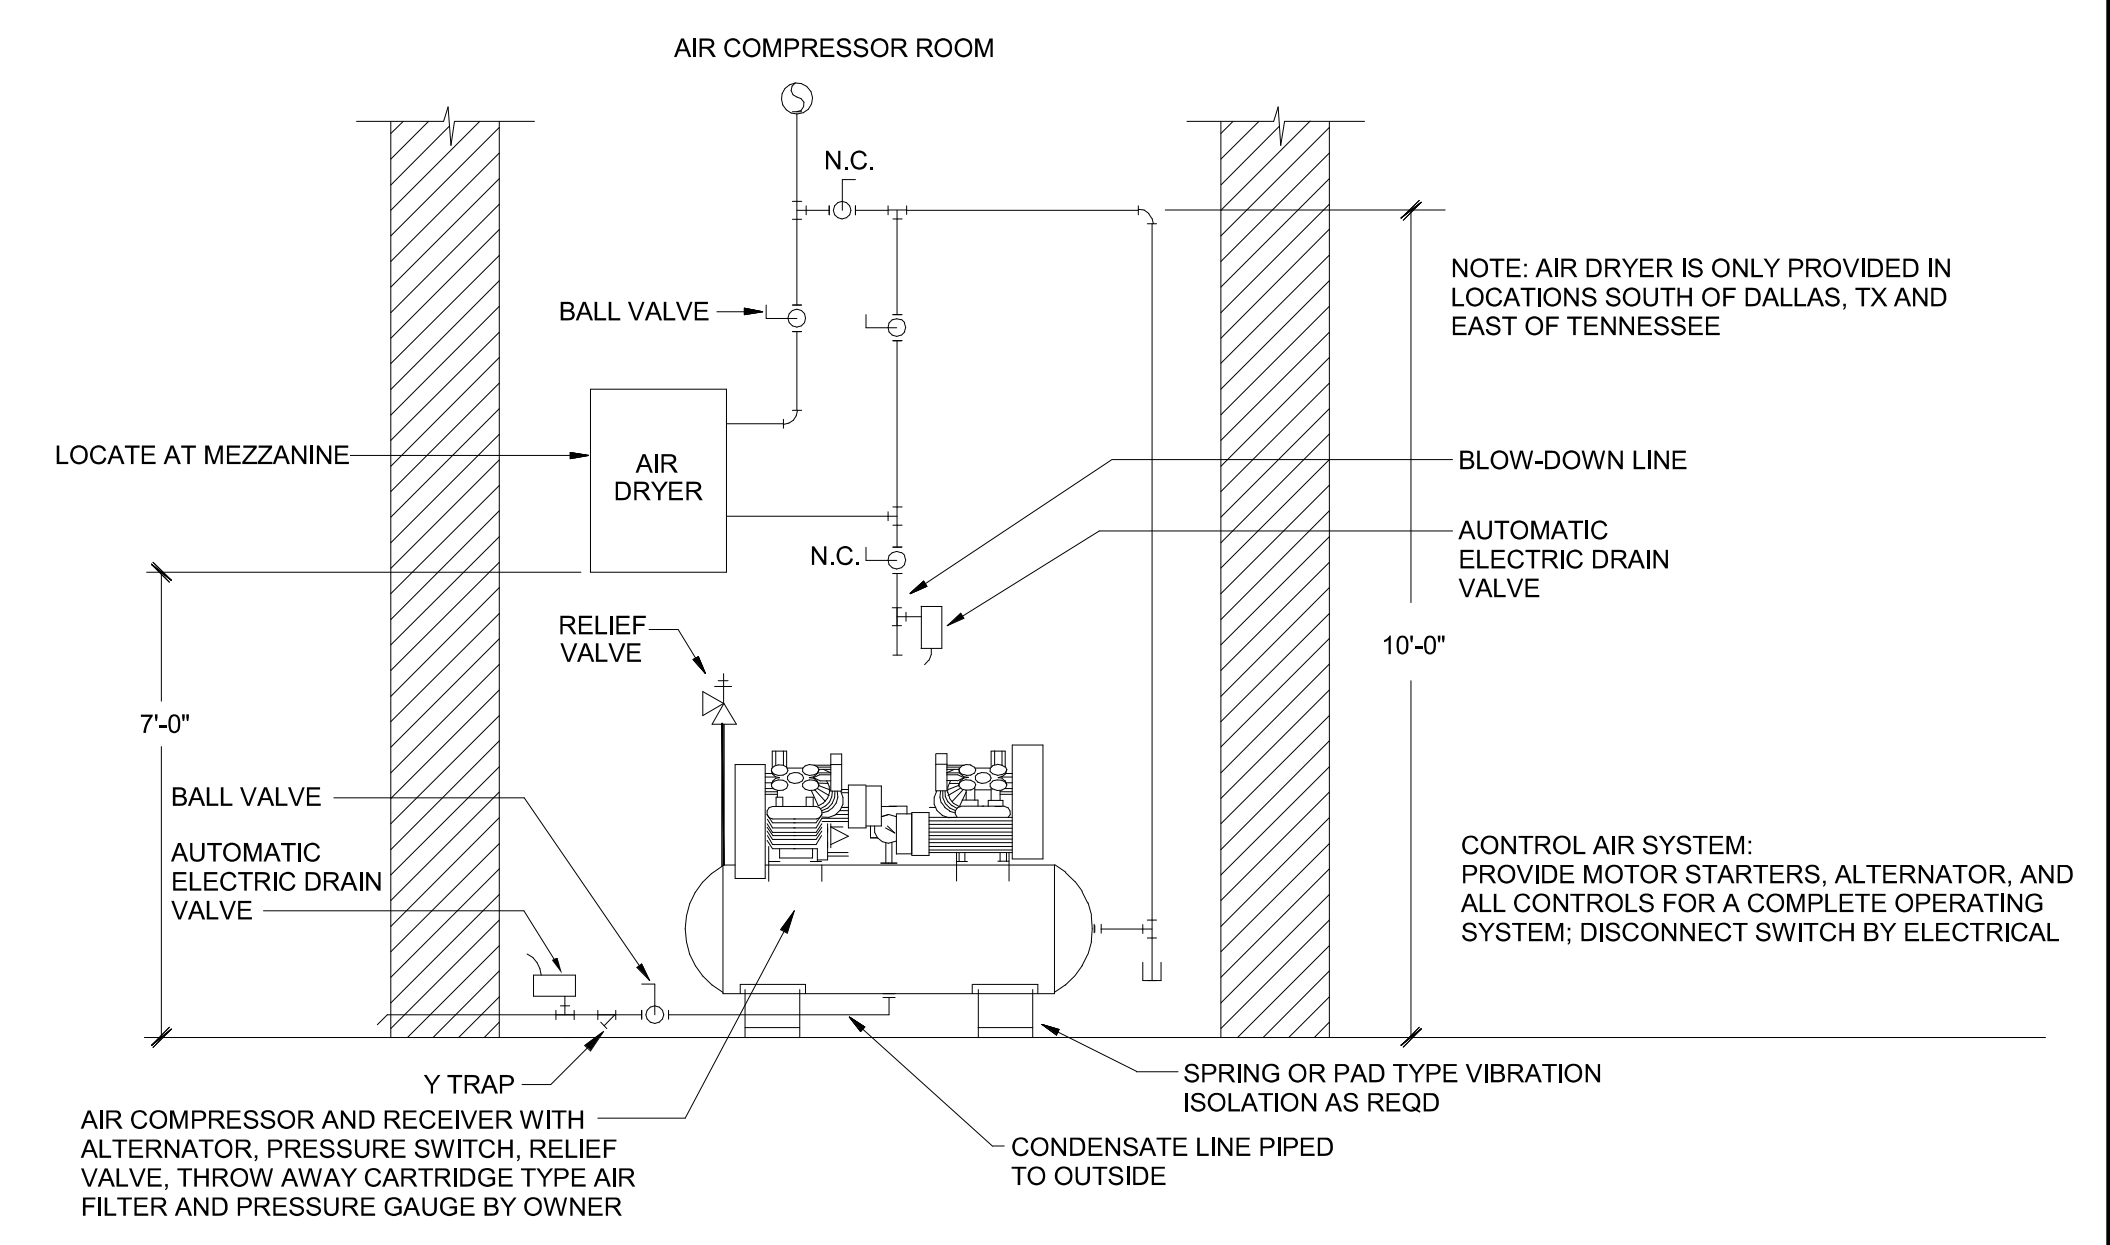 AIR COMPRESSOR ROOM
N.C.
NOTE: AIR DRYER IS ONLY PROVIDED IN
LOCATIONS SOUTH OF DALLAS, TX AND
EAST OF TENNESSEE
BALL VALVE
LOCATE AT MEZZANINE
AIR
DRYER
BLOW-DOWN LINE
AUTOMATIC
ELECTRIC DRAIN
VALVE
N.C.
RELIEF
VALVE
10'-0"
7'-0"
BALL VALVE
AUTOMATIC
ELECTRIC DRAIN
VALVE
CONTROL AIR SYSTEM:
PROVIDE MOTOR STARTERS, ALTERNATOR, AND
ALL CONTROLS FOR A COMPLETE OPERATING
SYSTEM; DISCONNECT SWITCH BY ELECTRICAL
Y TRAP
SPRING OR PAD TYPE VIBRATION
ISOLATION AS REQD
AIR COMPRESSOR AND RECEIVER WITH
ALTERNATOR, PRESSURE SWITCH, RELIEF
VALVE, THROW AWAY CARTRIDGE TYPE AIR
FILTER AND PRESSURE GAUGE BY OWNER
CONDENSATE LINE PIPED
TO OUTSIDE